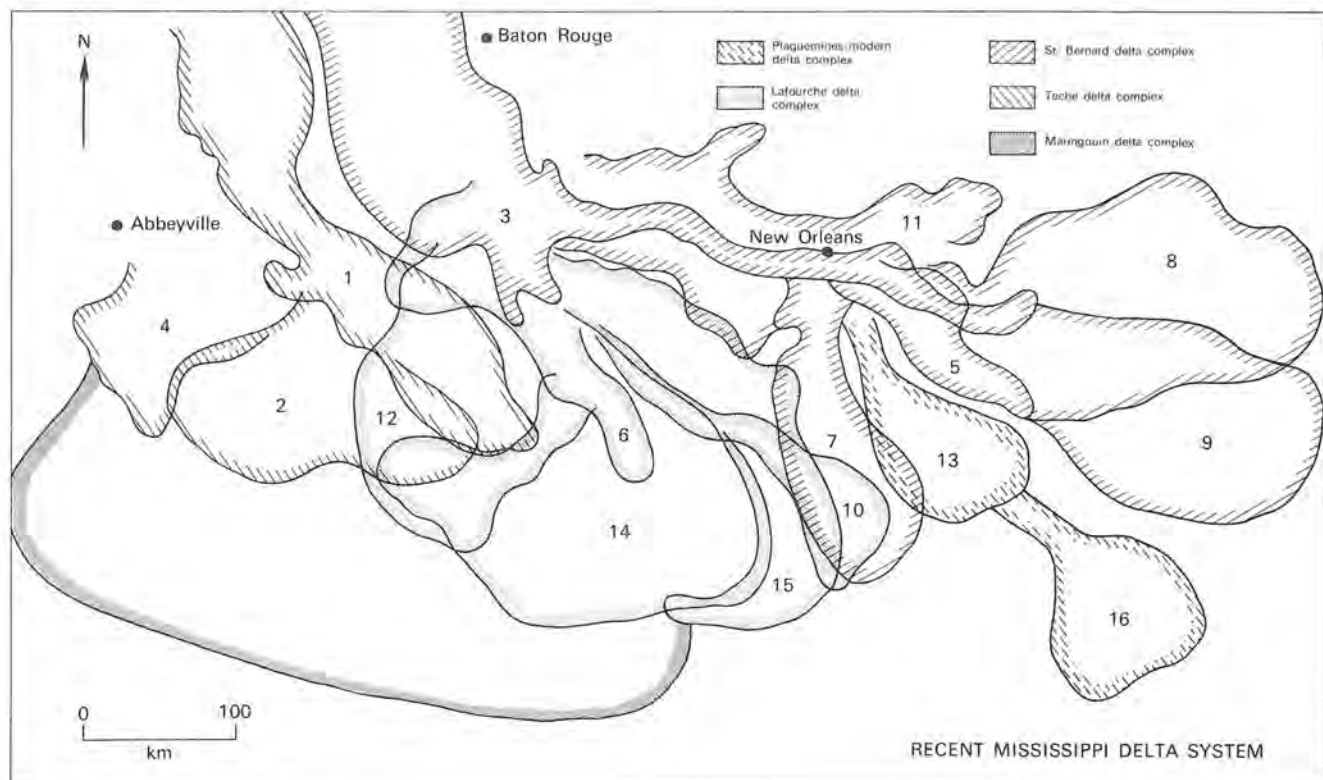 N
Baton Rouge
Plaquemines modern
delta complex
Lafourche delta
complex
St. Bernard delta complex
Teche delta complex
Maringouin delta complex
3
11
Abbeyville
New Orleans
1
8
4
5
2
12
6
7
13
9
10
14
15
16
0 100
km
RECENT MISSISSIPPI DELTA SYSTEM